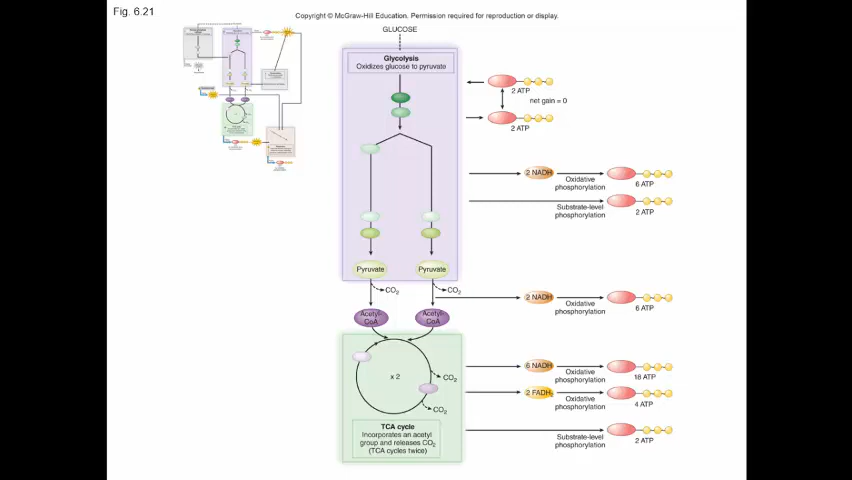 Fig. 6.21
Copyright © McGraw-Hill Education. Permission required for reproduction or display.
GLUCOSE
Glycolysis
Oxidizes glucose to pyruvate
2 ATP
net gain = 0
2 ATP
2 NADH
Oxidative
phosphorylation
6 ATP
Substrate-level
phosphorylation
2 ATP
Pyruvate
Pyruvate
CO2
CO2
2 NADH
Oxidative
phosphorylation
6 ATP
Acetyl-
CoA
Acetyl-
CoA
x 2
CO2
CO2
6 NADH
Oxidative
phosphorylation
18 ATP
2 FADH2
Oxidative
phosphorylation
4 ATP
TCA cycle
Incorporates an acetyl
group and releases CO2
(TCA cycles twice)
Substrate-level
phosphorylation
2 ATP